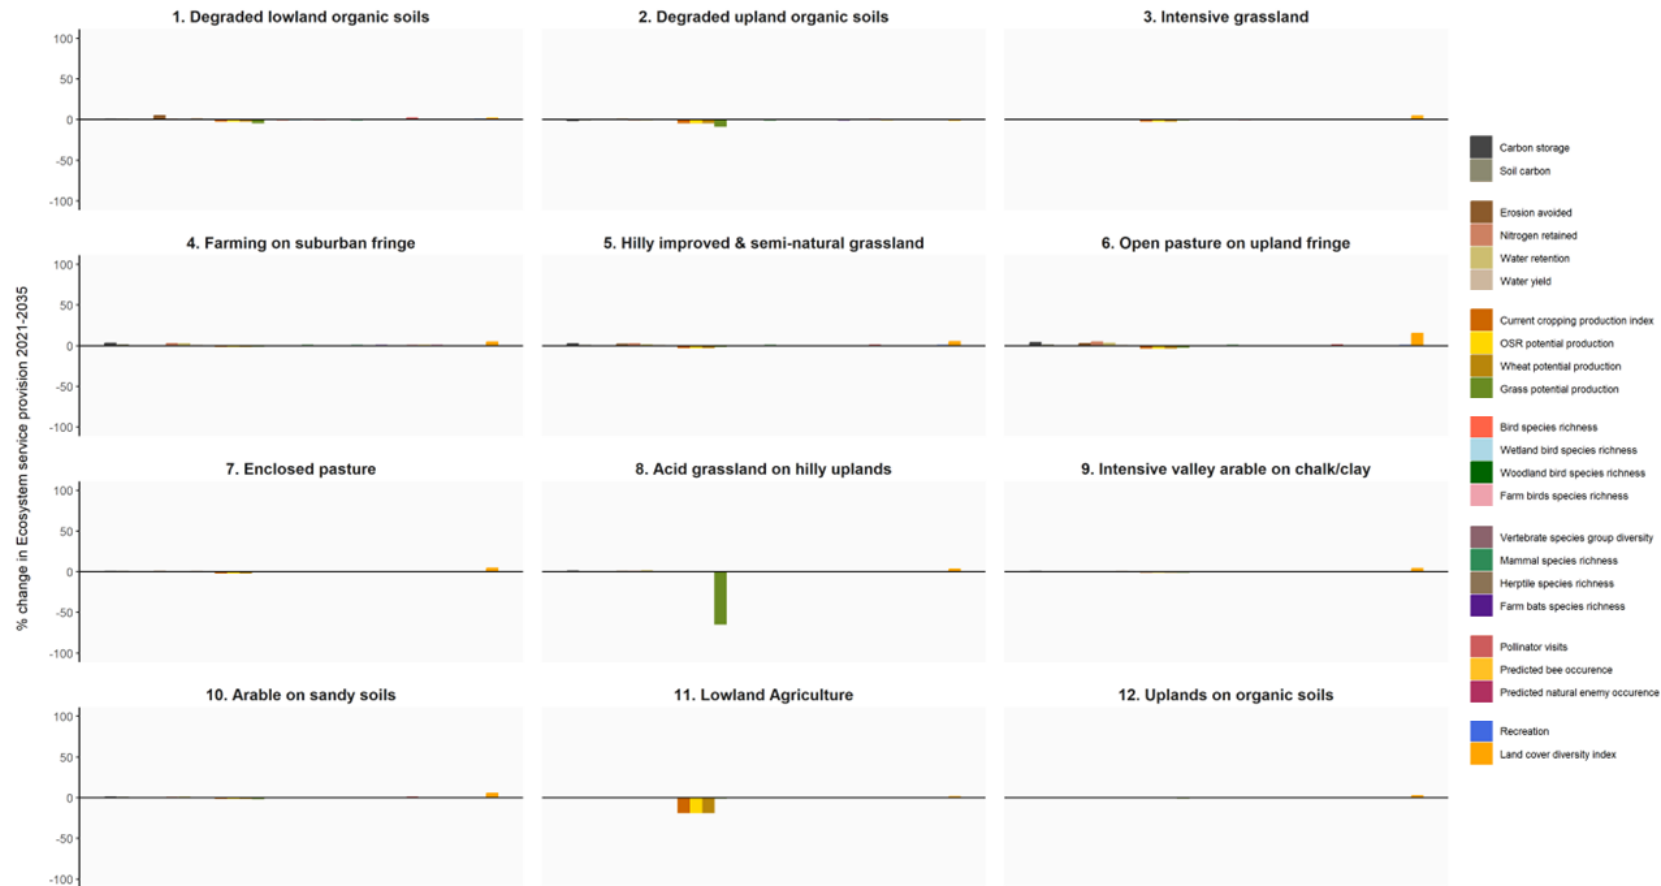 1. Degraded lowland organic soils
2. Degraded upland organic soils
3. Intensive grassland
100
50
0
-50
-100
4. Farming on suburban fringe
5. Hilly improved & semi-natural grassland
6. Open pasture on upland fringe
100
50
0
-50
-100
7. Enclosed pasture
8. Acid grassland on hilly uplands
9. Intensive valley arable on chalk/clay
100
50
0
-50
-100
10. Arable on sandy soils
11. Lowland Agriculture
12. Uplands on organic soils
100
50
0
-50
-100
% change in Ecosystem service provision 2021-2035
Carbon storage
Soil carbon
Erosion avoided
Nitrogen retained
Water retention
Water yield
Current cropping production index
OSR potential production
Wheat potential production
Grass potential production
Bird species richness
Wetland bird species richness
Woodland bird species richness
Farm birds species richness
Vertebrate species group diversity
Mammal species richness
Herptile species richness
Farm bats species richness
Pollinator visits
Predicted bee occurence
Predicted natural enemy occurence
Recreation
Land cover diversity index